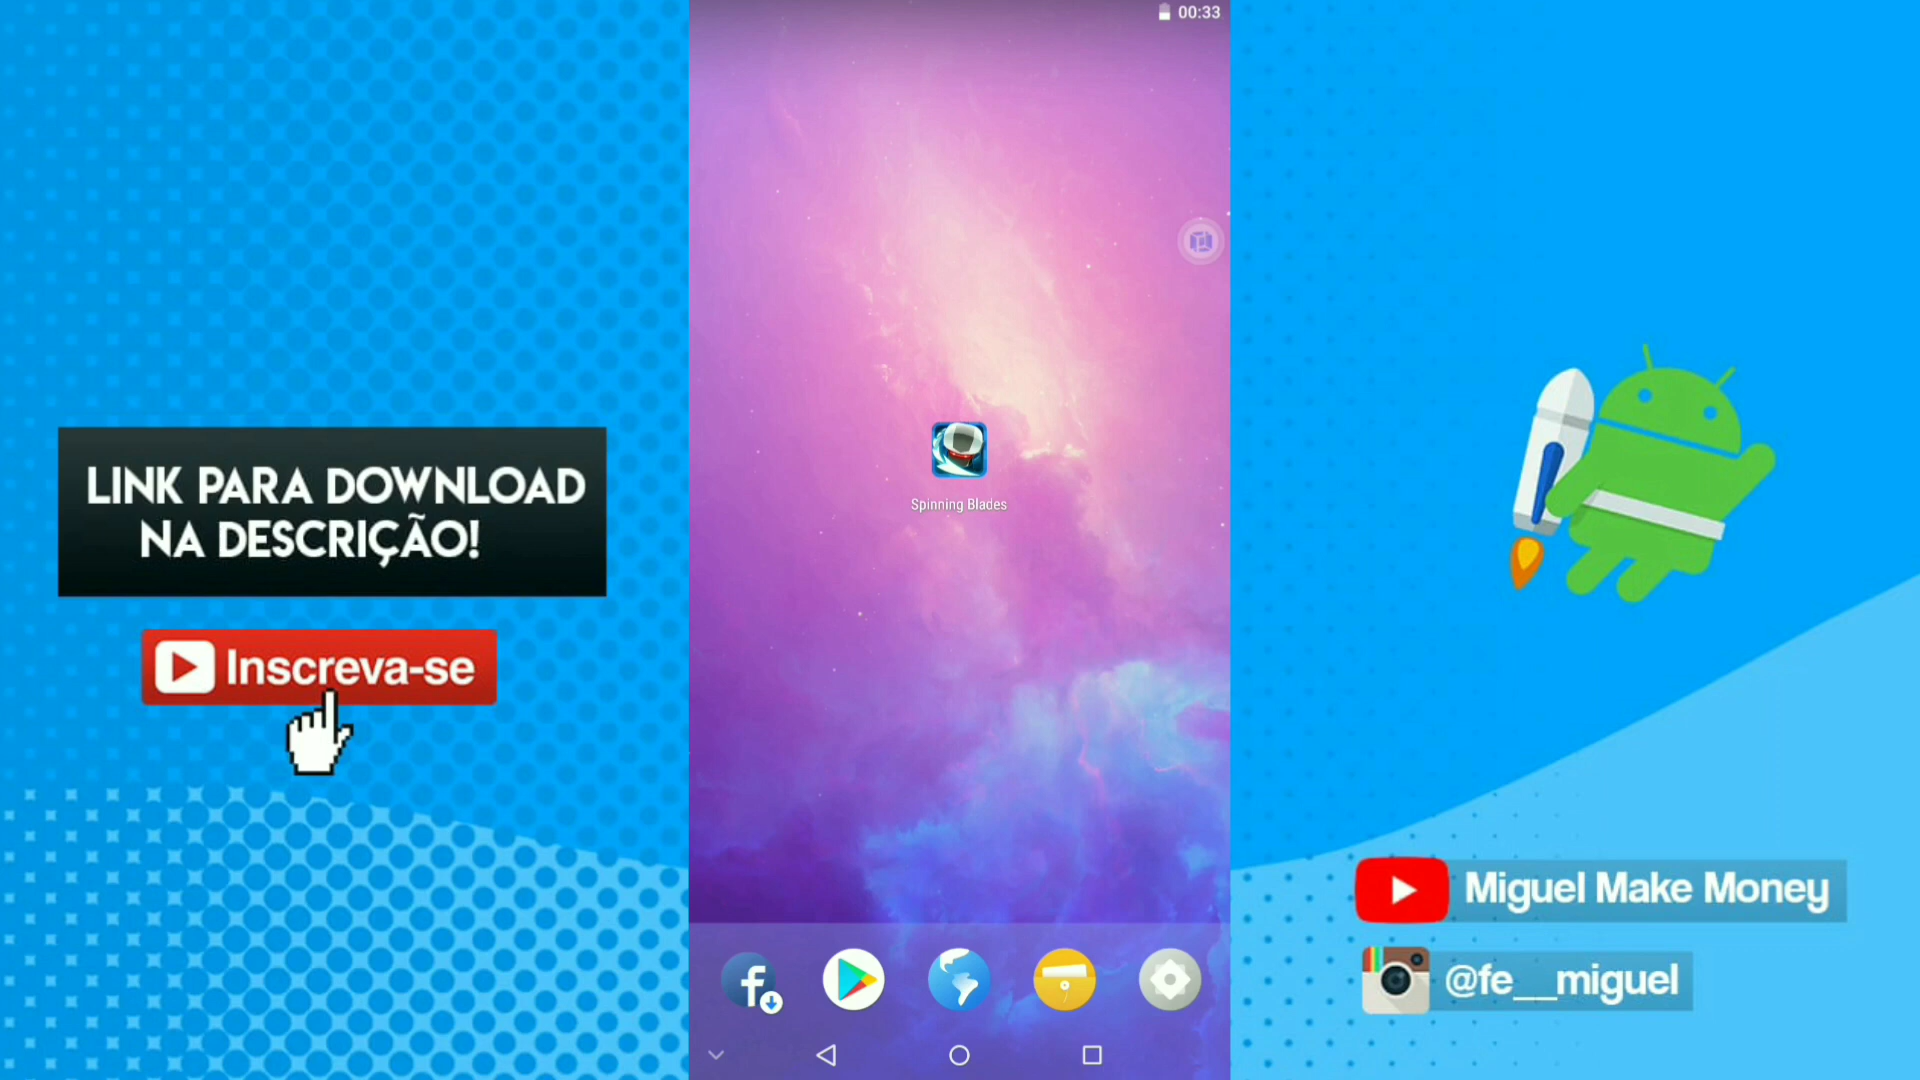 00:33
Spinning Blades
LINK PARA DOWNLOAD
NA DESCRIÇÃO!
Inscreva-se
Miguel Make Money
@fe__miguel